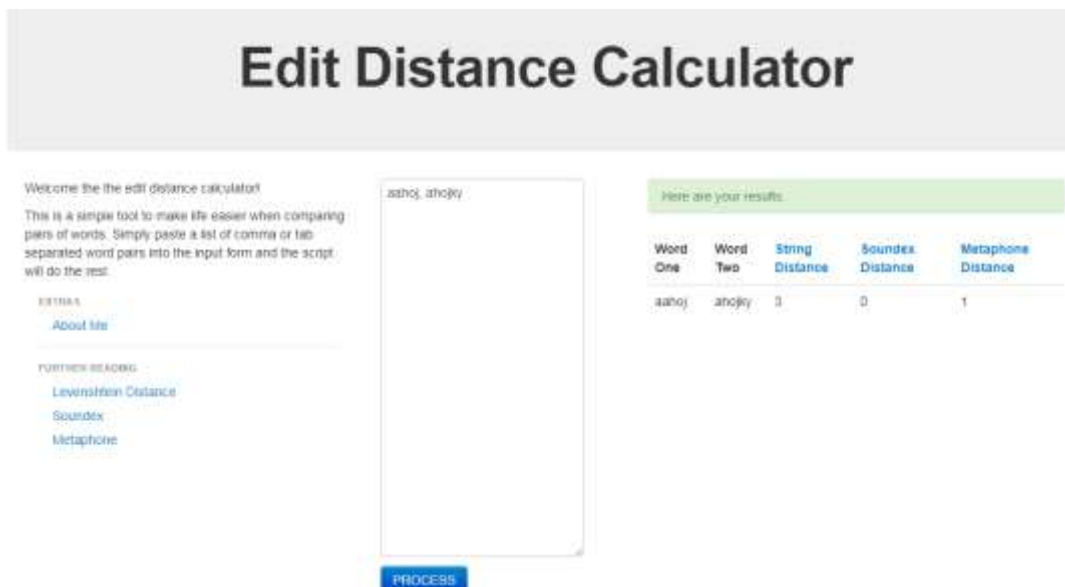 Edit Distance Calculator
Welcome the the edit distance calculator!
This is a simple tool to make life easier when comparing
pairs of words. Simply paste a list of comma or tab
separated word pairs into the input form and the script
will do the rest.
EXTRAS
About Me
FURTHER READING
Levenshtein Distance
Soundex
Metaphone
aahoj, ahojky
PROCESS
Here are your results.
Word One Word Two String Distance Soundex Distance Metaphone Distance
aahoj ahojky 3 0 1